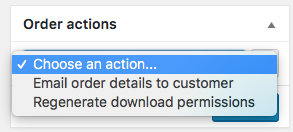 Order actions
Choose an action...
Email order details to customer
Regenerate download permissions